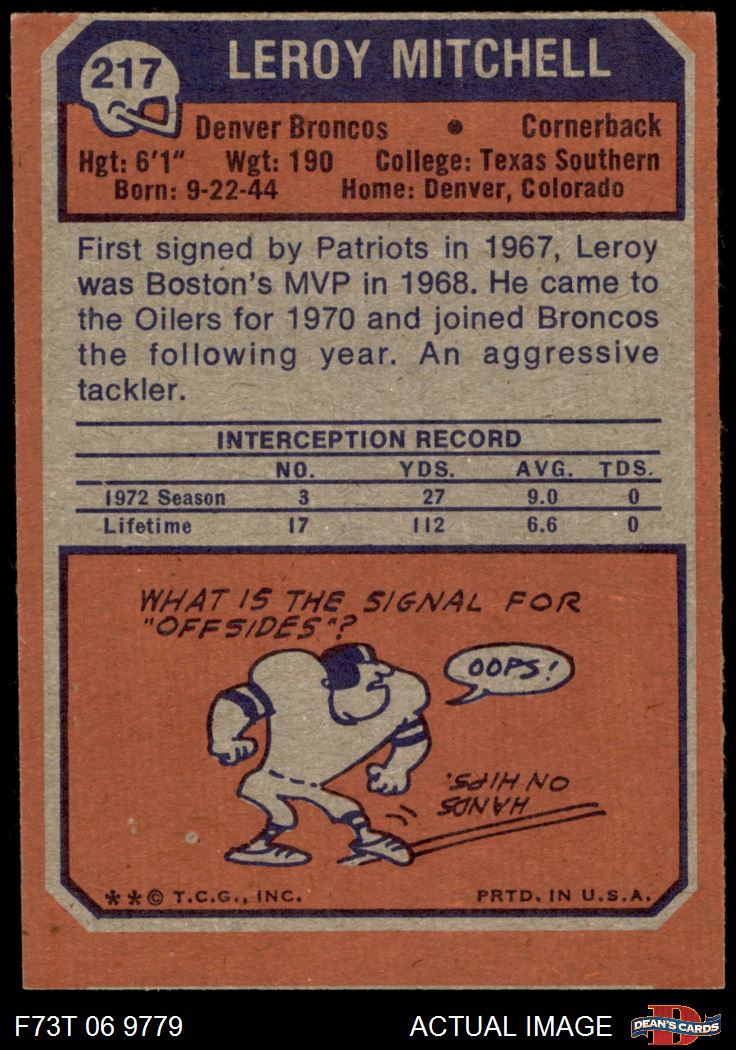 217
LEROY MITCHELL
Denver Broncos • Cornerback
Hgt: 6'1" Wgt: 190 College: Texas Southern
Born: 9-22-44 Home: Denver, Colorado
First signed by Patriots in 1967, Leroy
was Boston's MVP in 1968. He came to
the Oilers for 1970 and joined Broncos
the following year. An aggressive
tackler.
INTERCEPTION RECORD
NO. YDS. AVG. TDS.
1972 Season 3 27 9.0 0
Lifetime 17 112 6.6 0
WHAT IS THE SIGNAL FOR
"OFFSIDES"?
OOPS!
HANDS
ON HIPS.
**© T.C.G., INC. PRTD. IN U.S.A.
F73T 06 9779 ACTUAL IMAGE
D
DEAN'S CARDS